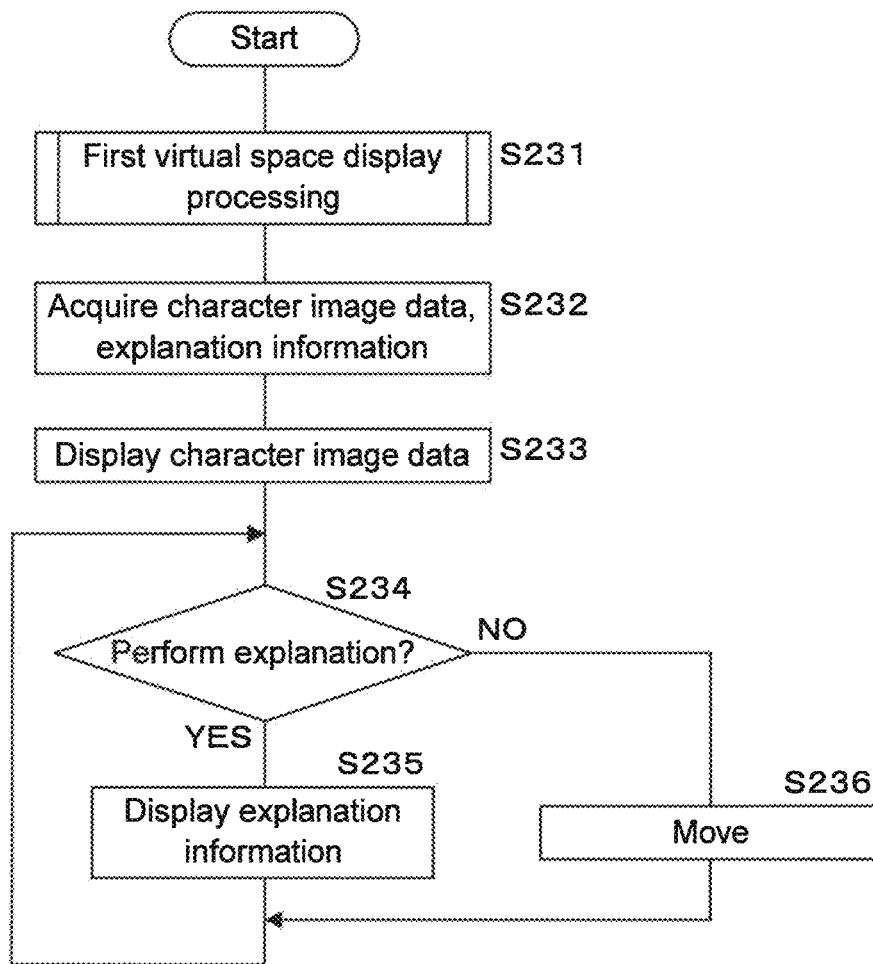 Start
First virtual space display
processing
S231
Acquire character image data,
explanation information
S232
Display character image data
S233
S234
Perform explanation?
NO
YES
S235
Display explanation
information
S236
Move